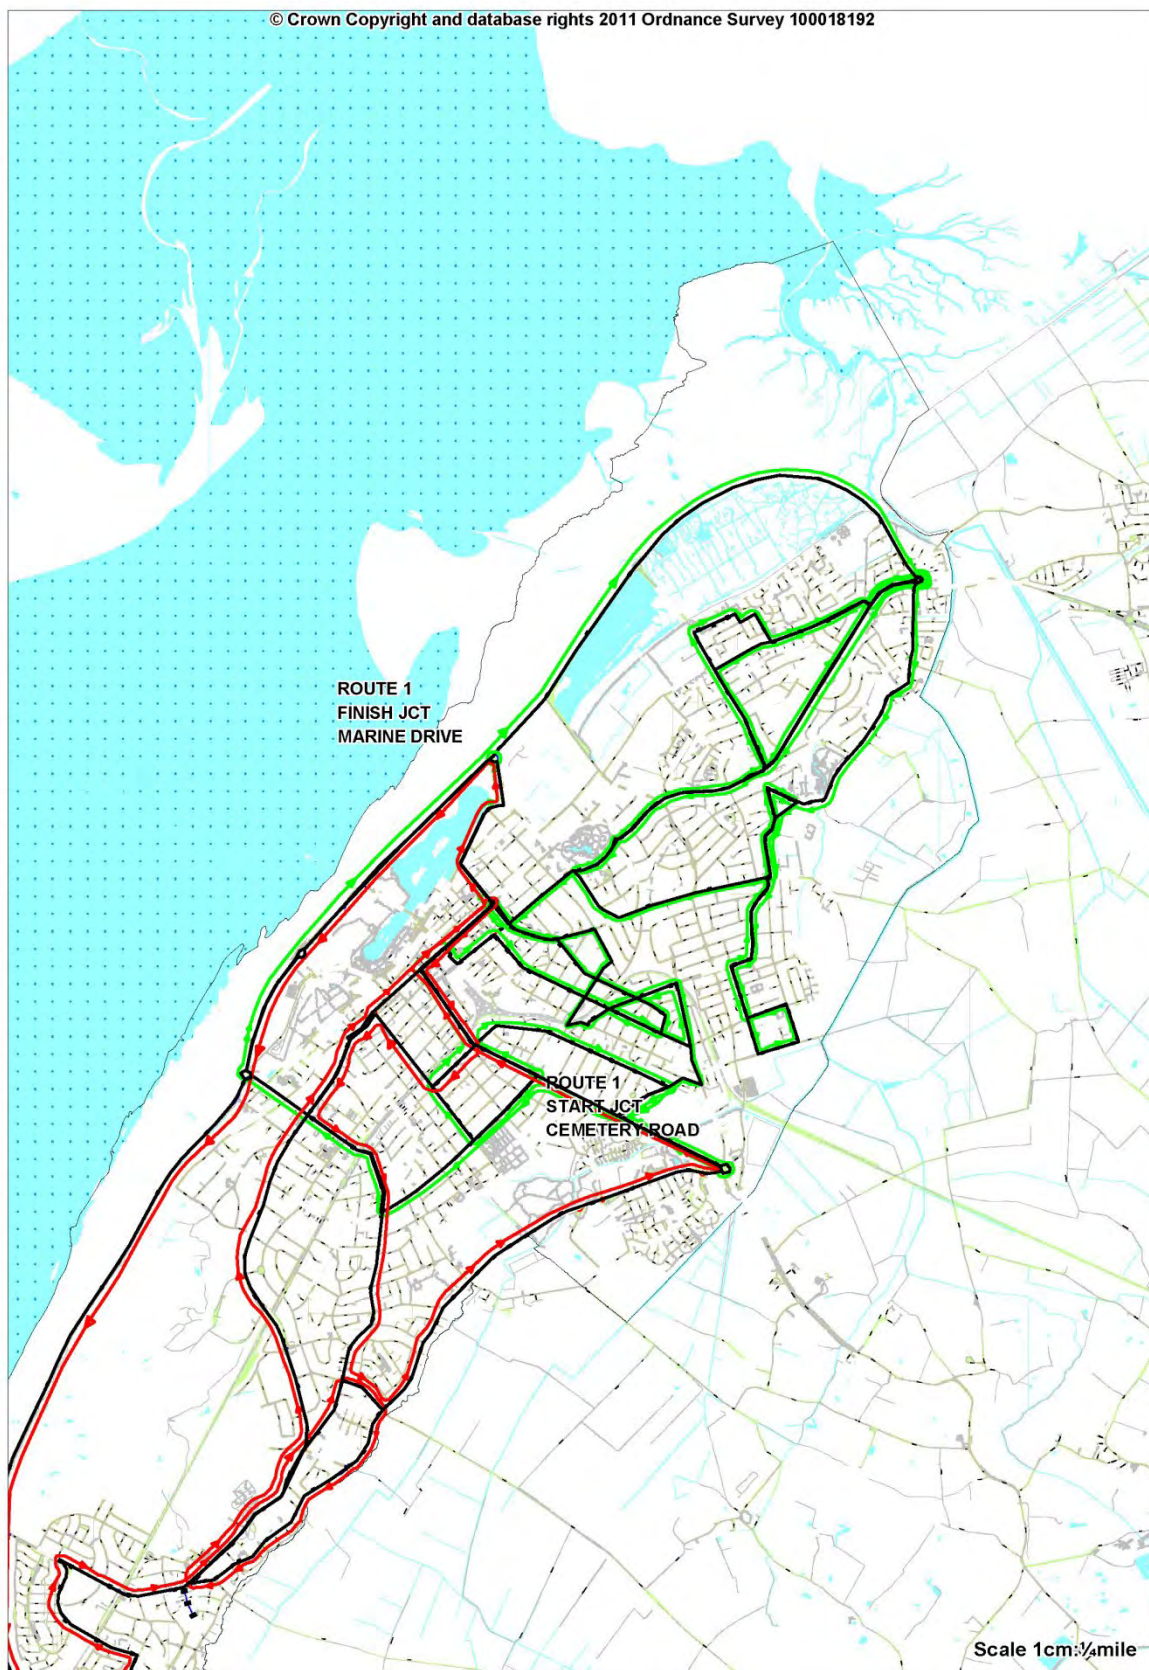 © Crown Copyright and database rights 2011 Ordnance Survey 100018192
ROUTE 1
FINISH JCT
MARINE DRIVE
ROUTE 1
START JCT
CEMETERY ROAD
Scale 1cm:¼mile